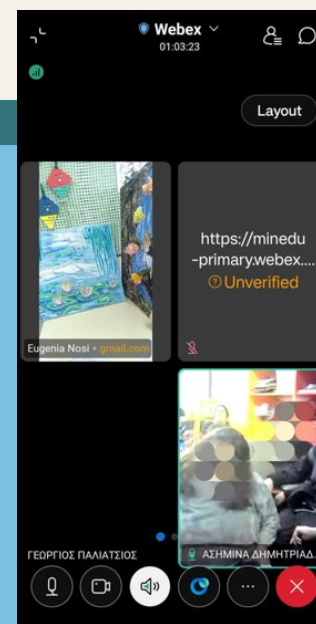 Webex
01:03:23
Layout
https://minedu
-primary.webex....
Unverified
Eugenia Nosi • gmail.com
ΓΕΩΡΓΙΟΣ ΠΑΛΙΑΤΣΙΟΣ
ΑΣΗΜΙΝΑ ΔΗΜΗΤΡΙΑΔ...